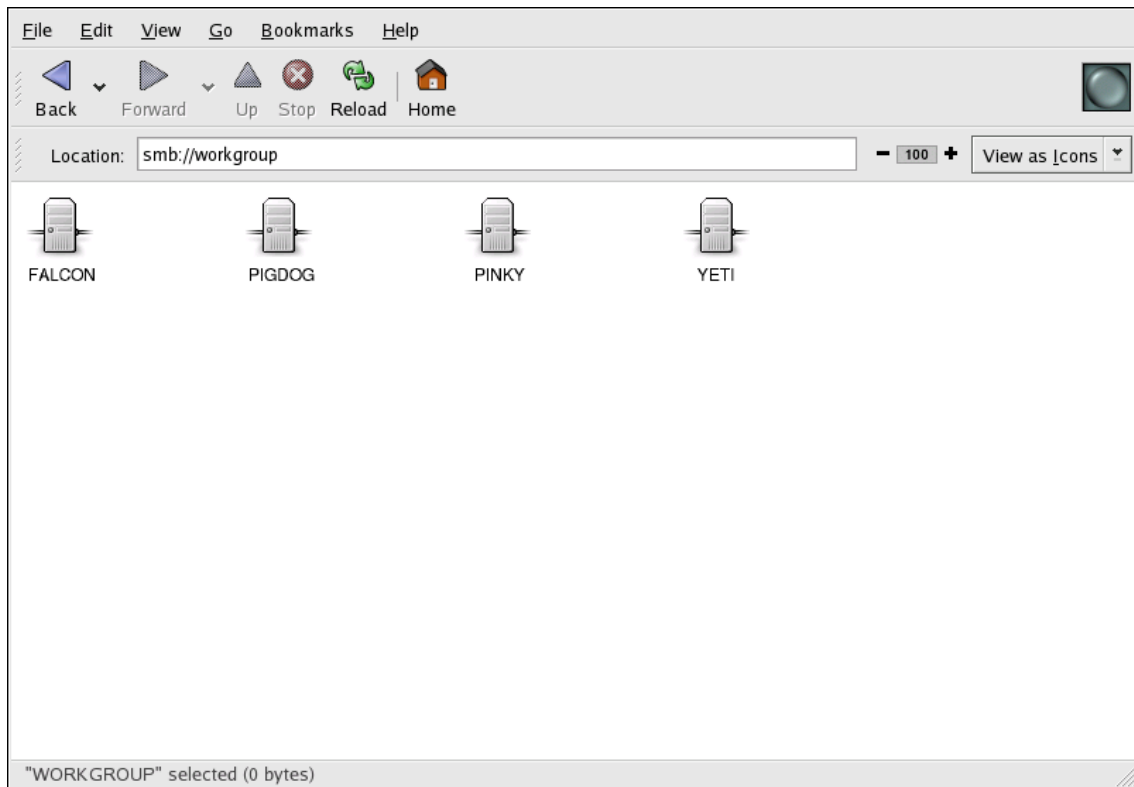 File Edit View Go Bookmarks Help
Back Forward Up Stop Reload Home
Location: smb://workgroup 100 View as Icons
FALCON PIGDOG PINKY YETI
"WORKGROUP" selected (0 bytes)